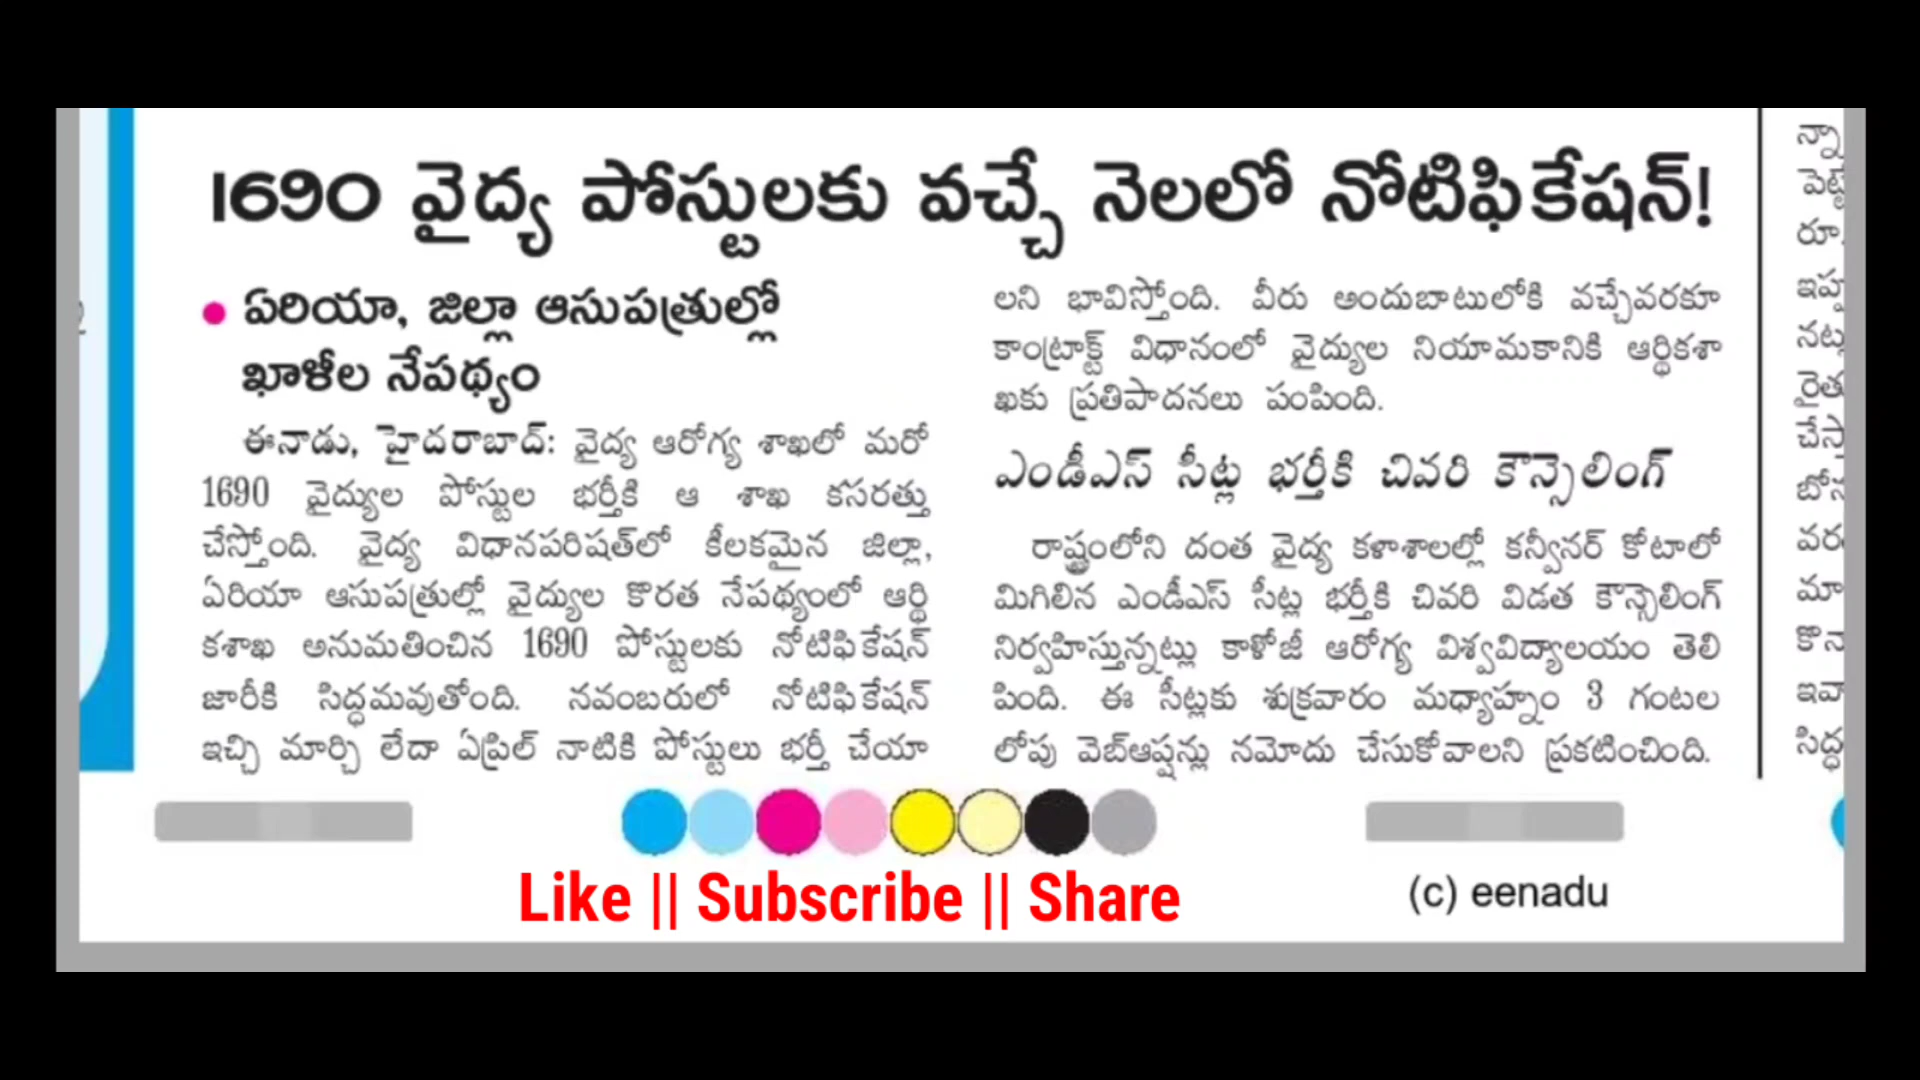 1690 వైద్య పోస్టులకు వచ్చే నెలలో నోటిఫికేషన్!
• ఏరియా, జిల్లా ఆసుపత్రుల్లో
ఖాళీల నేపథ్యం
ఈనాడు, హైదరాబాద్: వైద్య ఆరోగ్య శాఖలో మరో
1690 వైద్యుల పోస్టుల భర్తీకి ఆ శాఖ కసరత్తు
చేస్తోంది. వైద్య విధానపరిషత్‌లో కీలకమైన జిల్లా,
ఏరియా ఆసుపత్రుల్లో వైద్యుల కొరత నేపథ్యంలో ఆర్థి
కశాఖ అనుమతించిన 1690 పోస్టులకు నోటిఫికేషన్
జారీకి సిద్ధమవుతోంది. నవంబరులో నోటిఫికేషన్
ఇచ్చి మార్చి లేదా ఏప్రిల్ నాటికి పోస్టులు భర్తీ చేయా
లని భావిస్తోంది. వీరు అందుబాటులోకి వచ్చేవరకూ
కాంట్రాక్ట్ విధానంలో వైద్యుల నియామకానికి ఆర్థికశా
ఖకు ప్రతిపాదనలు పంపింది.
ఎండీఎస్ సీట్ల భర్తీకి చివరి కౌన్సెలింగ్
రాష్ట్రంలోని దంత వైద్య కళాశాలల్లో కన్వీనర్ కోటాలో
మిగిలిన ఎండీఎస్ సీట్ల భర్తీకి చివరి విడత కౌన్సెలింగ్
నిర్వహిస్తున్నట్లు కాళోజీ ఆరోగ్య విశ్వవిద్యాలయం తెలి
పింది. ఈ సీట్లకు శుక్రవారం మధ్యాహ్నం 3 గంటల
లోపు వెబ్‌ఆప్షన్లు నమోదు చేసుకోవాలని ప్రకటించింది.
Like || Subscribe || Share
(c) eenadu